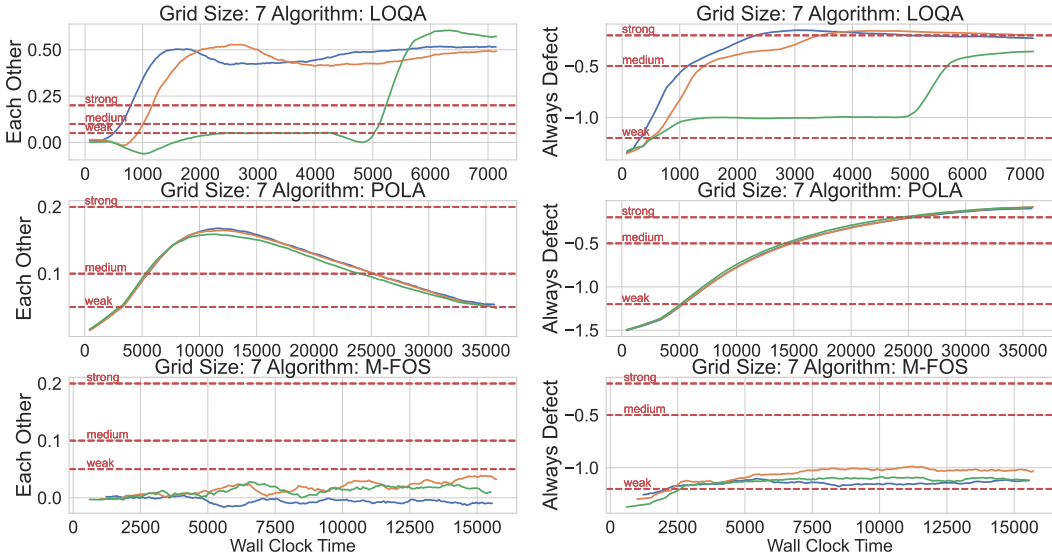 Grid Size: 7 Algorithm: LOQA
Each Other
0.50
0.25
0.00
strong
medium
weak
0 1000 2000 3000 4000 5000 6000 7000
Grid Size: 7 Algorithm: LOQA
Always Defect
−0.5
−1.0
strong
medium
weak
0 1000 2000 3000 4000 5000 6000 7000
Grid Size: 7 Algorithm: POLA
Each Other
0.2
0.1
strong
medium
weak
0 5000 10000 15000 20000 25000 30000 35000
Grid Size: 7 Algorithm: POLA
Always Defect
−0.5
−1.0
−1.5
strong
medium
weak
5000 10000 15000 20000 25000 30000 35000
Grid Size: 7 Algorithm: M-FOS
Each Other
0.2
0.1
0.0
strong
medium
weak
0 2500 5000 7500 10000 12500 15000
Wall Clock Time
Grid Size: 7 Algorithm: M-FOS
Always Defect
−0.5
−1.0
strong
medium
weak
0 2500 5000 7500 10000 12500 15000
Wall Clock Time